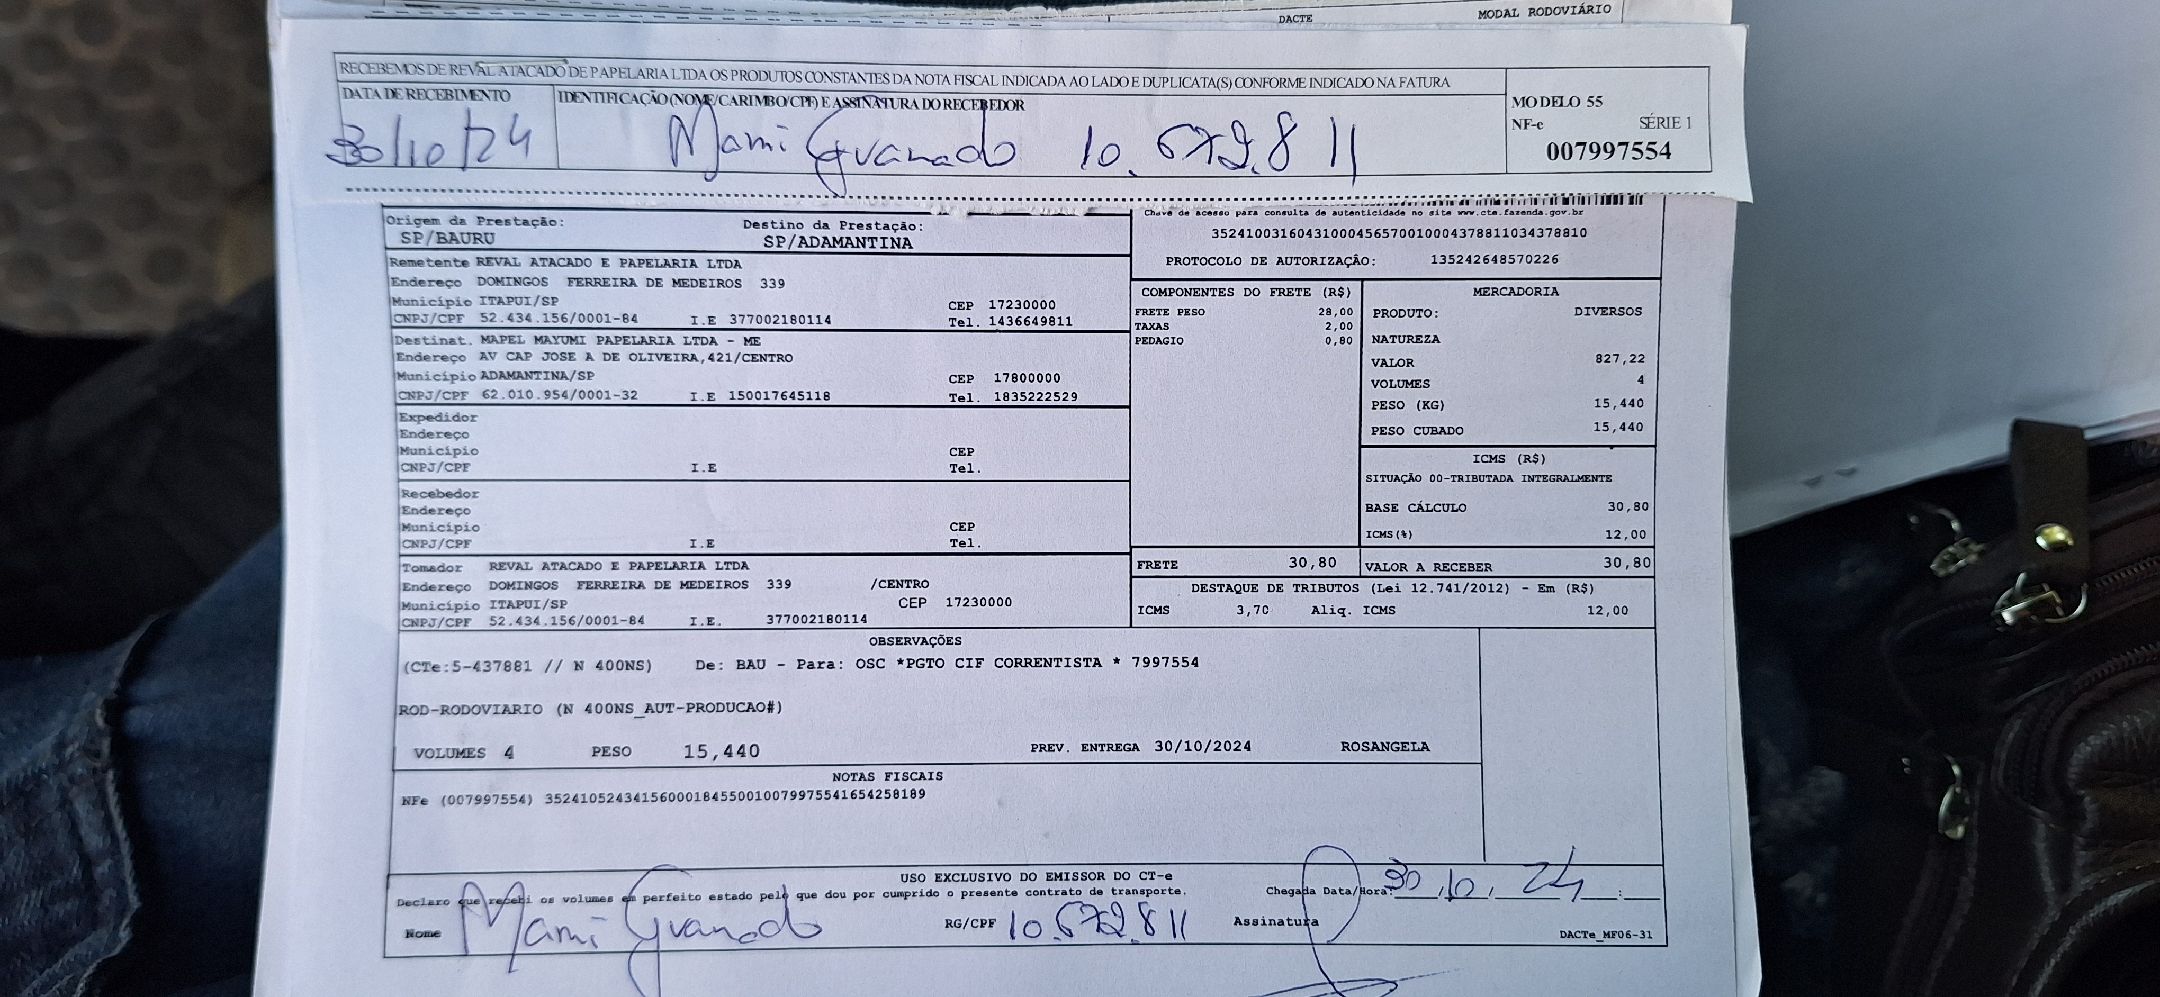 DACTE MODAL RODOVIÁRIO
RECEBEMOS DE REVAL ATACADO DE PAPELARIA LTDA OS PRODUTOS CONSTANTES DA NOTA FISCAL INDICADA AO LADO E DUPLICATA(S) CONFORME INDICADO NA FATURA
DATA DE RECEBIMENTO IDENTIFICAÇÃO (NOME/CARIMBO/CPF) E ASSINATURA DO RECEBEDOR
30/10/24 Mami Guanado 10.672.811
MODELO 55
NF-e SÉRIE 1
007997554
Origem da Prestação: Destino da Prestação:
SP/BAURU SP/ADAMANTINA
Chave de acesso para consulta de autenticidade no site www.cte.fazenda.gov.br
35241003160431000456570010004378811034378810
PROTOCOLO DE AUTORIZAÇÃO: 135242648570226
Remetente REVAL ATACADO E PAPELARIA LTDA
Endereço DOMINGOS FERREIRA DE MEDEIROS 339
Município ITAPUI/SP CEP 17230000
CNPJ/CPF 52.434.156/0001-84 I.E 377002180114 Tel. 1436649811
Destinat. MAPEL MAYUMI PAPELARIA LTDA - ME
Endereço AV CAP JOSE A DE OLIVEIRA,421/CENTRO
Município ADAMANTINA/SP CEP 17800000
CNPJ/CPF 62.010.954/0001-32 I.E 150017645118 Tel. 1835222529
Expedidor
Endereço
Município CEP
CNPJ/CPF I.E Tel.
Recebedor
Endereço
Município CEP
CNPJ/CPF I.E Tel.
Tomador REVAL ATACADO E PAPELARIA LTDA
Endereço DOMINGOS FERREIRA DE MEDEIROS 339 /CENTRO
Município ITAPUI/SP CEP 17230000
CNPJ/CPF 52.434.156/0001-84 I.E. 377002180114
COMPONENTES DO FRETE (R$)
FRETE PESO 28,00
TAXAS 2,00
PEDAGIO 0,80
MERCADORIA
PRODUTO: DIVERSOS
NATUREZA
VALOR 827,22
VOLUMES 4
PESO (KG) 15,440
PESO CUBADO 15,440
ICMS (R$)
SITUAÇÃO 00-TRIBUTADA INTEGRALMENTE
BASE CÁLCULO 30,80
ICMS(%) 12,00
FRETE 30,80 VALOR A RECEBER 30,80
DESTAQUE DE TRIBUTOS (Lei 12.741/2012) - Em (R$)
ICMS 3,70 Aliq. ICMS 12,00
OBSERVAÇÕES
(CTe:5-437881 // N 400NS) De: BAU - Para: OSC *PGTO CIF CORRENTISTA * 7997554
ROD-RODOVIARIO (N 400NS_AUT-PRODUCAO#)
VOLUMES 4 PESO 15,440 PREV. ENTREGA 30/10/2024 ROSANGELA
NOTAS FISCAIS
NFe (007997554) 35241052434156000184550010079975541654258189
USO EXCLUSIVO DO EMISSOR DO CT-e
Declaro que recebi os volumes em perfeito estado pelo que dou por cumprido o presente contrato de transporte. Chegada Data/Hora: 30/10/24 :
Nome Mami Guanado RG/CPF 10.672.811 Assinatura
DACTe_MF06-31